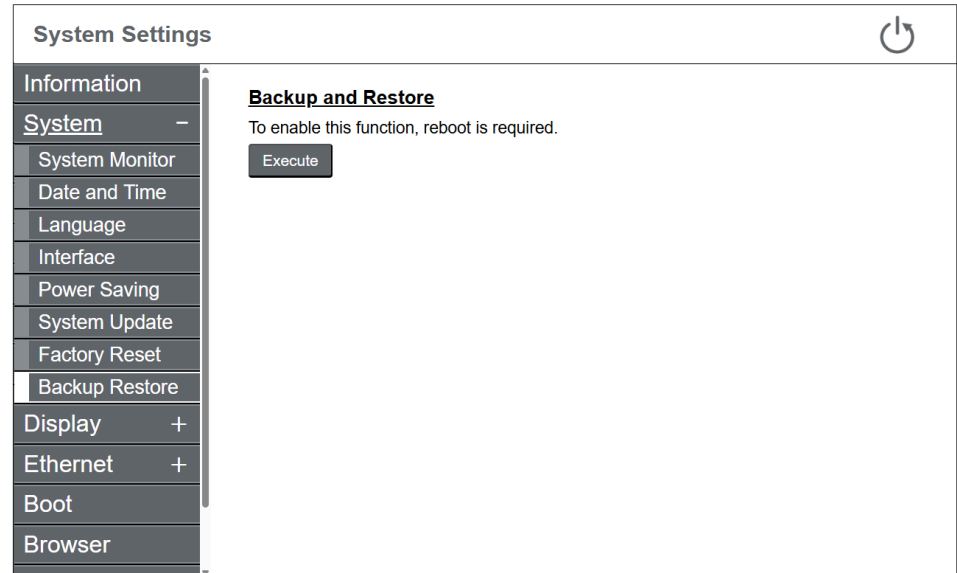 System Settings
Information
System −
System Monitor
Date and Time
Language
Interface
Power Saving
System Update
Factory Reset
Backup Restore
Display +
Ethernet +
Boot
Browser
Backup and Restore
To enable this function, reboot is required.
Execute